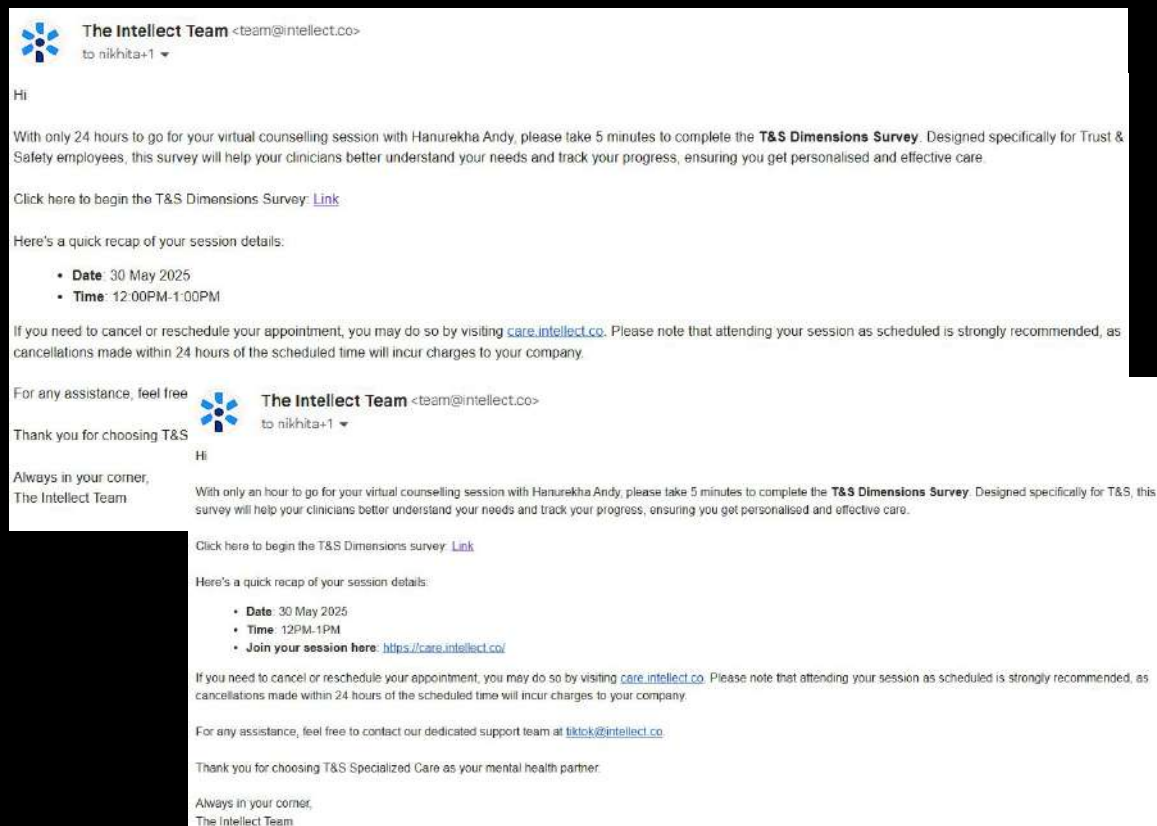 The Intellect Team <team@intellect.co>
to nikhita+1
Hi
With only 24 hours to go for your virtual counselling session with Hanurekha Andy, please take 5 minutes to complete the T&S Dimensions Survey. Designed specifically for Trust &
Safety employees, this survey will help your clinicians better understand your needs and track your progress, ensuring you get personalised and effective care.
Click here to begin the T&S Dimensions Survey: Link
Here's a quick recap of your session details:
• Date: 30 May 2025
• Time: 12:00PM-1:00PM
If you need to cancel or reschedule your appointment, you may do so by visiting care.intellect.co. Please note that attending your session as scheduled is strongly recommended, as
cancellations made within 24 hours of the scheduled time will incur charges to your company.
For any assistance, feel free
Thank you for choosing T&S
Always in your corner,
The Intellect Team
The Intellect Team <team@intellect.co>
to nikhita+1
Hi
With only an hour to go for your virtual counselling session with Hanurekha Andy, please take 5 minutes to complete the T&S Dimensions Survey. Designed specifically for T&S, this
survey will help your clinicians better understand your needs and track your progress, ensuring you get personalised and effective care.
Click here to begin the T&S Dimensions survey: Link
Here's a quick recap of your session details:
• Date: 30 May 2025
• Time: 12PM-1PM
• Join your session here: https://care.intellect.co/
If you need to cancel or reschedule your appointment, you may do so by visiting care.intellect.co. Please note that attending your session as scheduled is strongly recommended, as
cancellations made within 24 hours of the scheduled time will incur charges to your company.
For any assistance, feel free to contact our dedicated support team at tiktok@intellect.co.
Thank you for choosing T&S Specialized Care as your mental health partner.
Always in your corner,
The Intellect Team